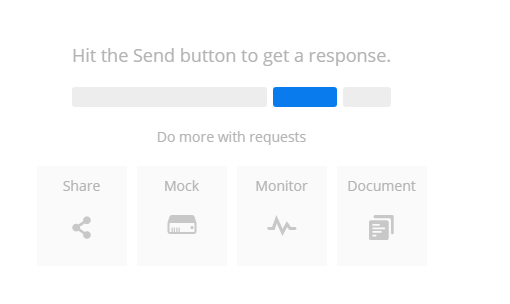 Hit the Send button to get a response.
Do more with requests
Share
Mock
Monitor
Document